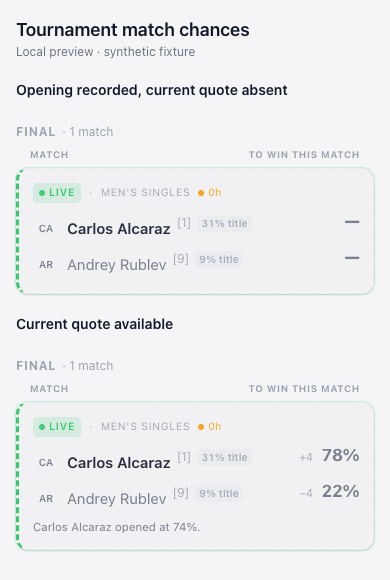 Tournament match chances
Local preview · synthetic fixture
Opening recorded, current quote absent
FINAL · 1 match
MATCH TO WIN THIS MATCH
LIVE · MEN'S SINGLES 0h
CA Carlos Alcaraz [1] 31% title —
AR Andrey Rublev [9] 9% title —
Current quote available
FINAL · 1 match
MATCH TO WIN THIS MATCH
LIVE · MEN'S SINGLES 0h
CA Carlos Alcaraz [1] 31% title +4 78%
AR Andrey Rublev [9] 9% title −4 22%
Carlos Alcaraz opened at 74%.